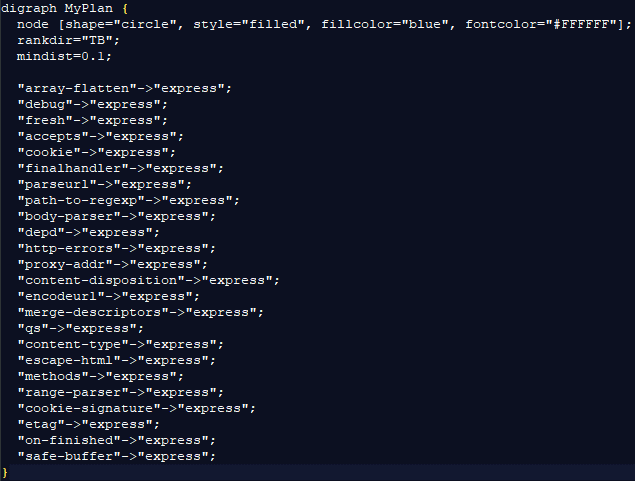 digraph MyPlan {
  node [shape="circle", style="filled", fillcolor="blue", fontcolor="#FFFFFF"];
  rankdir="TB";
  mindist=0.1;

  "array-flatten"->"express";
  "debug"->"express";
  "fresh"->"express";
  "accepts"->"express";
  "cookie"->"express";
  "finalhandler"->"express";
  "parseurl"->"express";
  "path-to-regexp"->"express";
  "body-parser"->"express";
  "depd"->"express";
  "http-errors"->"express";
  "proxy-addr"->"express";
  "content-disposition"->"express";
  "encodeurl"->"express";
  "merge-descriptors"->"express";
  "qs"->"express";
  "content-type"->"express";
  "escape-html"->"express";
  "methods"->"express";
  "range-parser"->"express";
  "cookie-signature"->"express";
  "etag"->"express";
  "on-finished"->"express";
  "safe-buffer"->"express";
}